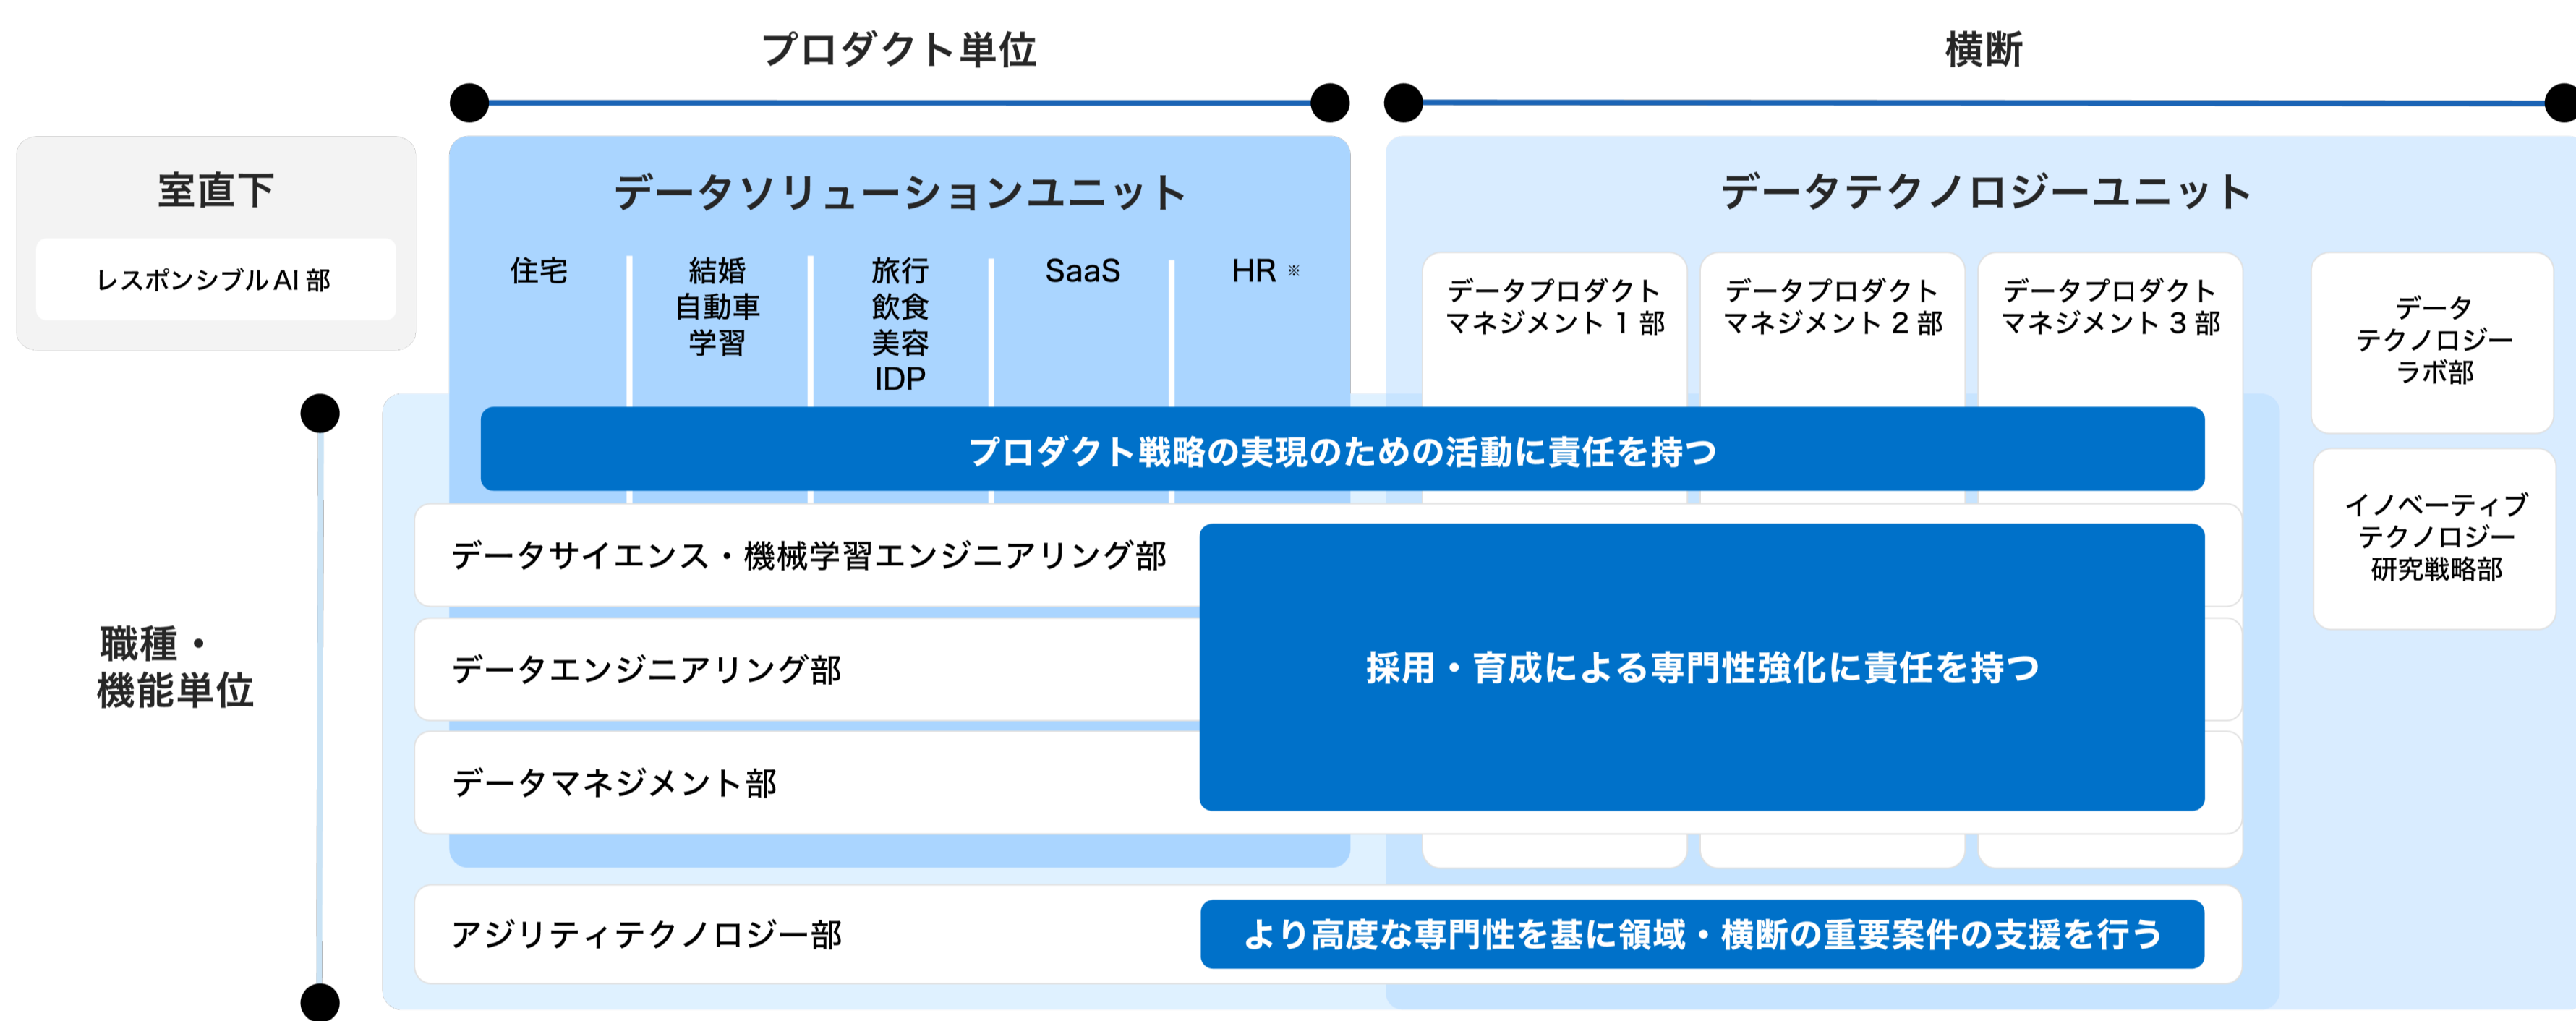 プロダクト単位
横断
室直下
レスポンシブルAI部
データソリューションユニット
住宅
結婚
自動車
学習
旅行
飲食
美容
IDP
SaaS
HR ※
データテクノロジーユニット
データプロダクト
マネジメント1部
データプロダクト
マネジメント2部
データプロダクト
マネジメント3部
データ
テクノロジー
ラボ部
イノベーティブ
テクノロジー
研究戦略部
プロダクト戦略の実現のための活動に責任を持つ
職種・
機能単位
データサイエンス・機械学習エンジニアリング部
データエンジニアリング部
データマネジメント部
採用・育成による専門性強化に責任を持つ
アジリティテクノロジー部
より高度な専門性を基に領域・横断の重要案件の支援を行う